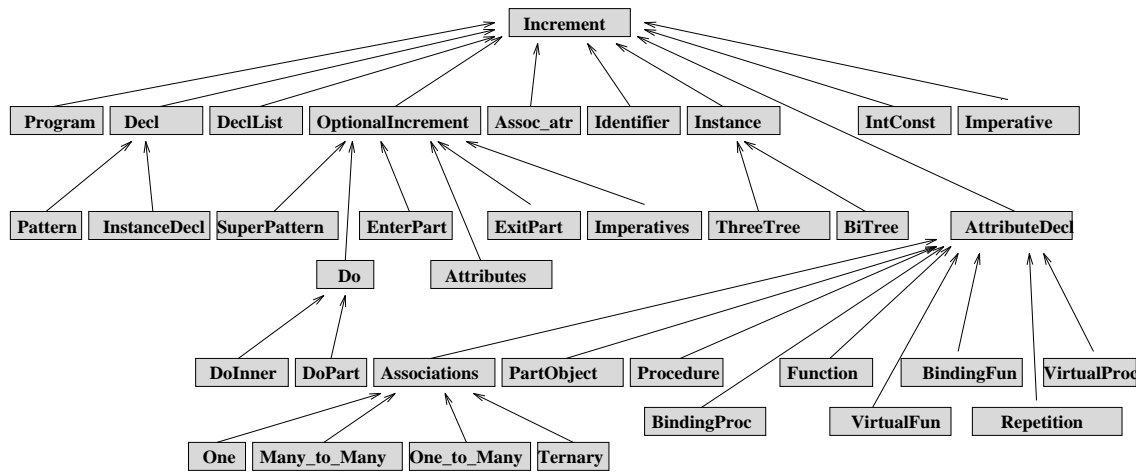 Increment
Program Decl DeclList OptionalIncrement Assoc_atr Identifier Instance IntConst Imperative
Pattern InstanceDecl SuperPattern EnterPart ExitPart Imperatives ThreeTree BiTree AttributeDecl
Do Attributes
DoInner DoPart Associations PartObject Procedure Function BindingFun VirtualProc
BindingProc VirtualFun Repetition
One Many_to_Many One_to_Many Ternary